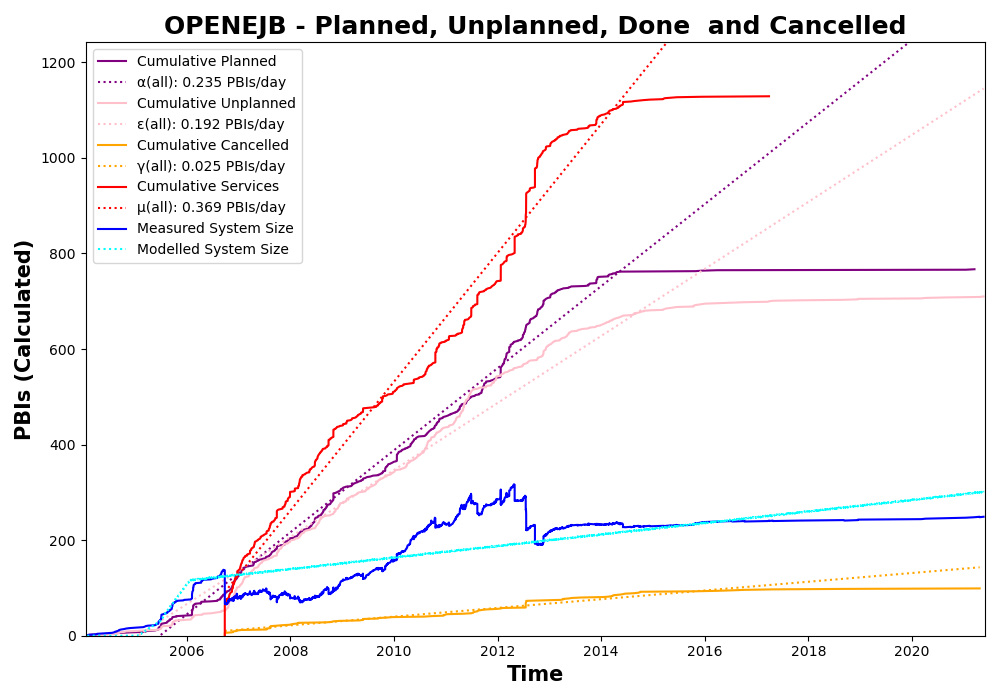 OPENEJB - Planned, Unplanned, Done  and Cancelled
Cumulative Planned
α(all): 0.235 PBIs/day
Cumulative Unplanned
ε(all): 0.192 PBIs/day
Cumulative Cancelled
γ(all): 0.025 PBIs/day
Cumulative Services
μ(all): 0.369 PBIs/day
Measured System Size
Modelled System Size
PBIs (Calculated)
1200
1000
800
600
400
200
0
2006 2008 2010 2012 2014 2016 2018 2020
Time